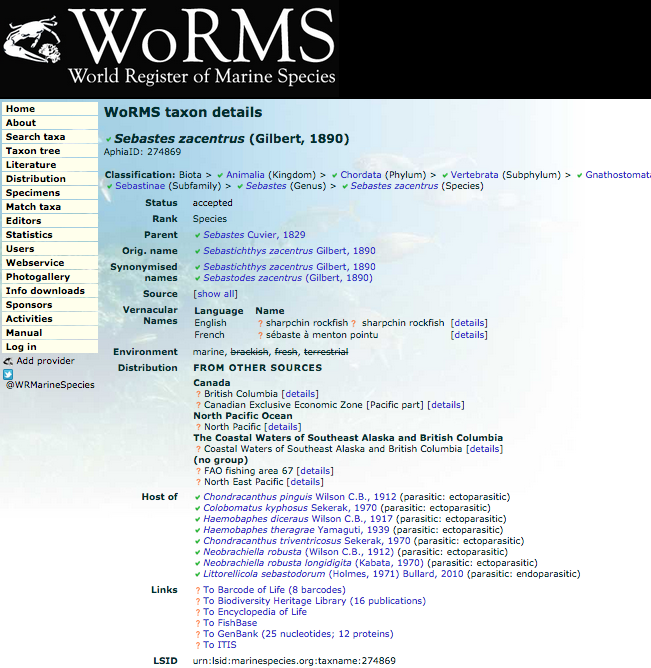 WoRMS
World Register of Marine Species
Home
About
Search taxa
Taxon tree
Literature
Distribution
Specimens
Match taxa
Editors
Statistics
Users
Webservice
Photogallery
Info downloads
Sponsors
Activities
Manual
Log in
Add provider
@WRMarineSpecies
WoRMS taxon details
Sebastes zacentrus (Gilbert, 1890)
AphiaID: 274869
Classification: Biota > Animalia (Kingdom) > Chordata (Phylum) > Vertebrata (Subphylum) > Gnathostomat
Sebastinae (Subfamily) > Sebastes (Genus) > Sebastes zacentrus (Species)
Status accepted
Rank Species
Parent Sebastes Cuvier, 1829
Orig. name Sebastichthys zacentrus Gilbert, 1890
Synonymised Sebastichthys zacentrus Gilbert, 1890
names Sebastodes zacentrus (Gilbert, 1890)
Source [show all]
Vernacular Language Name
Names English ? sharpchin rockfish ? sharpchin rockfish [details]
French ? sébaste à menton pointu [details]
Environment marine, brackish, fresh, terrestrial
Distribution FROM OTHER SOURCES
Canada
? British Columbia [details]
? Canadian Exclusive Economic Zone [Pacific part] [details]
North Pacific Ocean
? North Pacific [details]
The Coastal Waters of Southeast Alaska and British Columbia
? Coastal Waters of Southeast Alaska and British Columbia [details]
(no group)
? FAO fishing area 67 [details]
? North East Pacific [details]
Host of Chondracanthus pinguis Wilson C.B., 1912 (parasitic: ectoparasitic)
Colobomatus kyphosus Sekerak, 1970 (parasitic: ectoparasitic)
Haemobaphes diceraus Wilson C.B., 1917 (parasitic: ectoparasitic)
Haemobaphes theragrae Yamaguti, 1939 (parasitic: ectoparasitic)
Chondracanthus triventricosus Sekerak, 1970 (parasitic: ectoparasitic)
Neobrachiella robusta (Wilson C.B., 1912) (parasitic: ectoparasitic)
Neobrachiella robusta longidigita (Kabata, 1970) (parasitic: ectoparasitic)
Littorellicola sebastodorum (Holmes, 1971) Bullard, 2010 (parasitic: endoparasitic)
Links ? To Barcode of Life (8 barcodes)
? To Biodiversity Heritage Library (16 publications)
? To Encyclopedia of Life
? To FishBase
? To GenBank (25 nucleotides; 12 proteins)
? To ITIS
LSID urn:lsid:marinespecies.org:taxname:274869